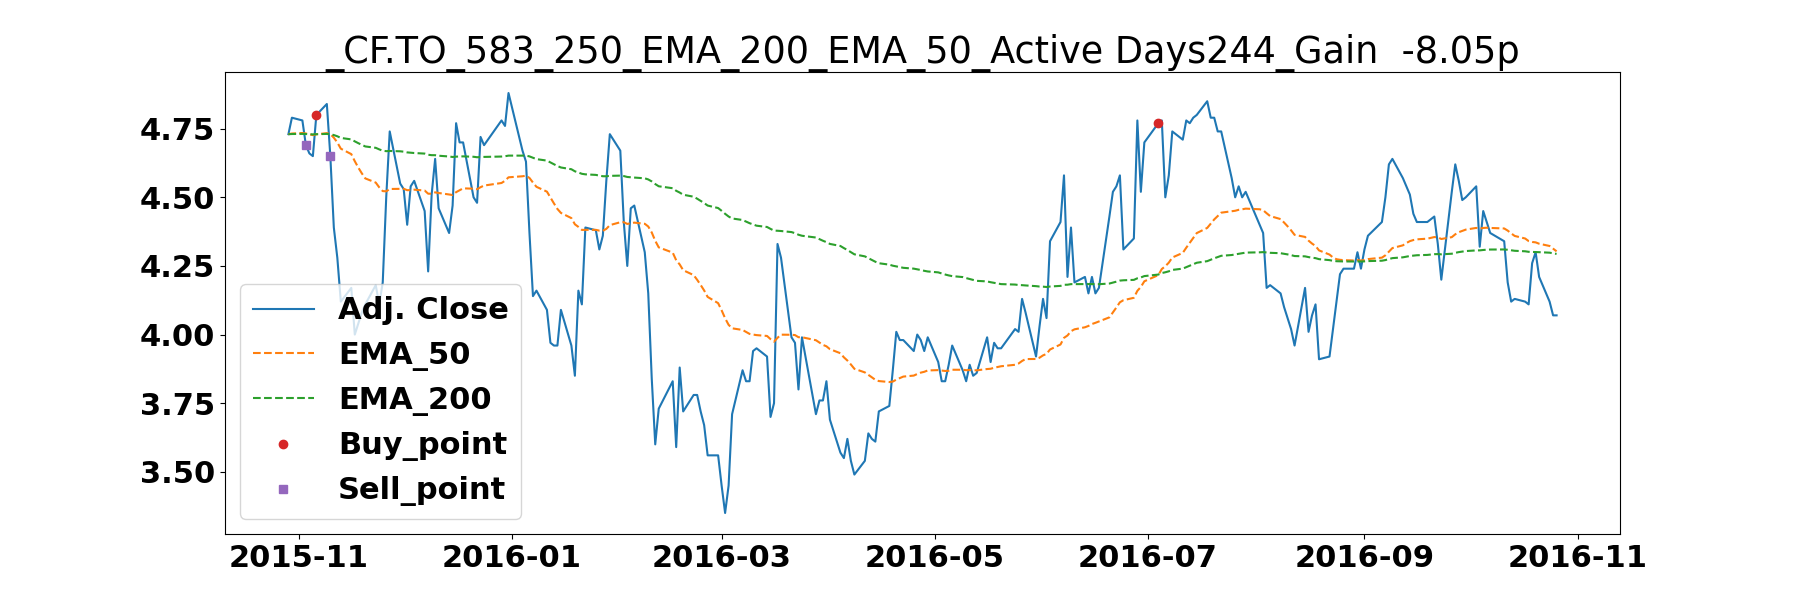 _CF.TO_583_250_EMA_200_EMA_50_Active Days244_Gain  -8.05p
4.75
4.50
4.25
4.00
3.75
3.50
Adj. Close
EMA_50
EMA_200
Buy_point
Sell_point
2015-11 2016-01 2016-03 2016-05 2016-07 2016-09 2016-11